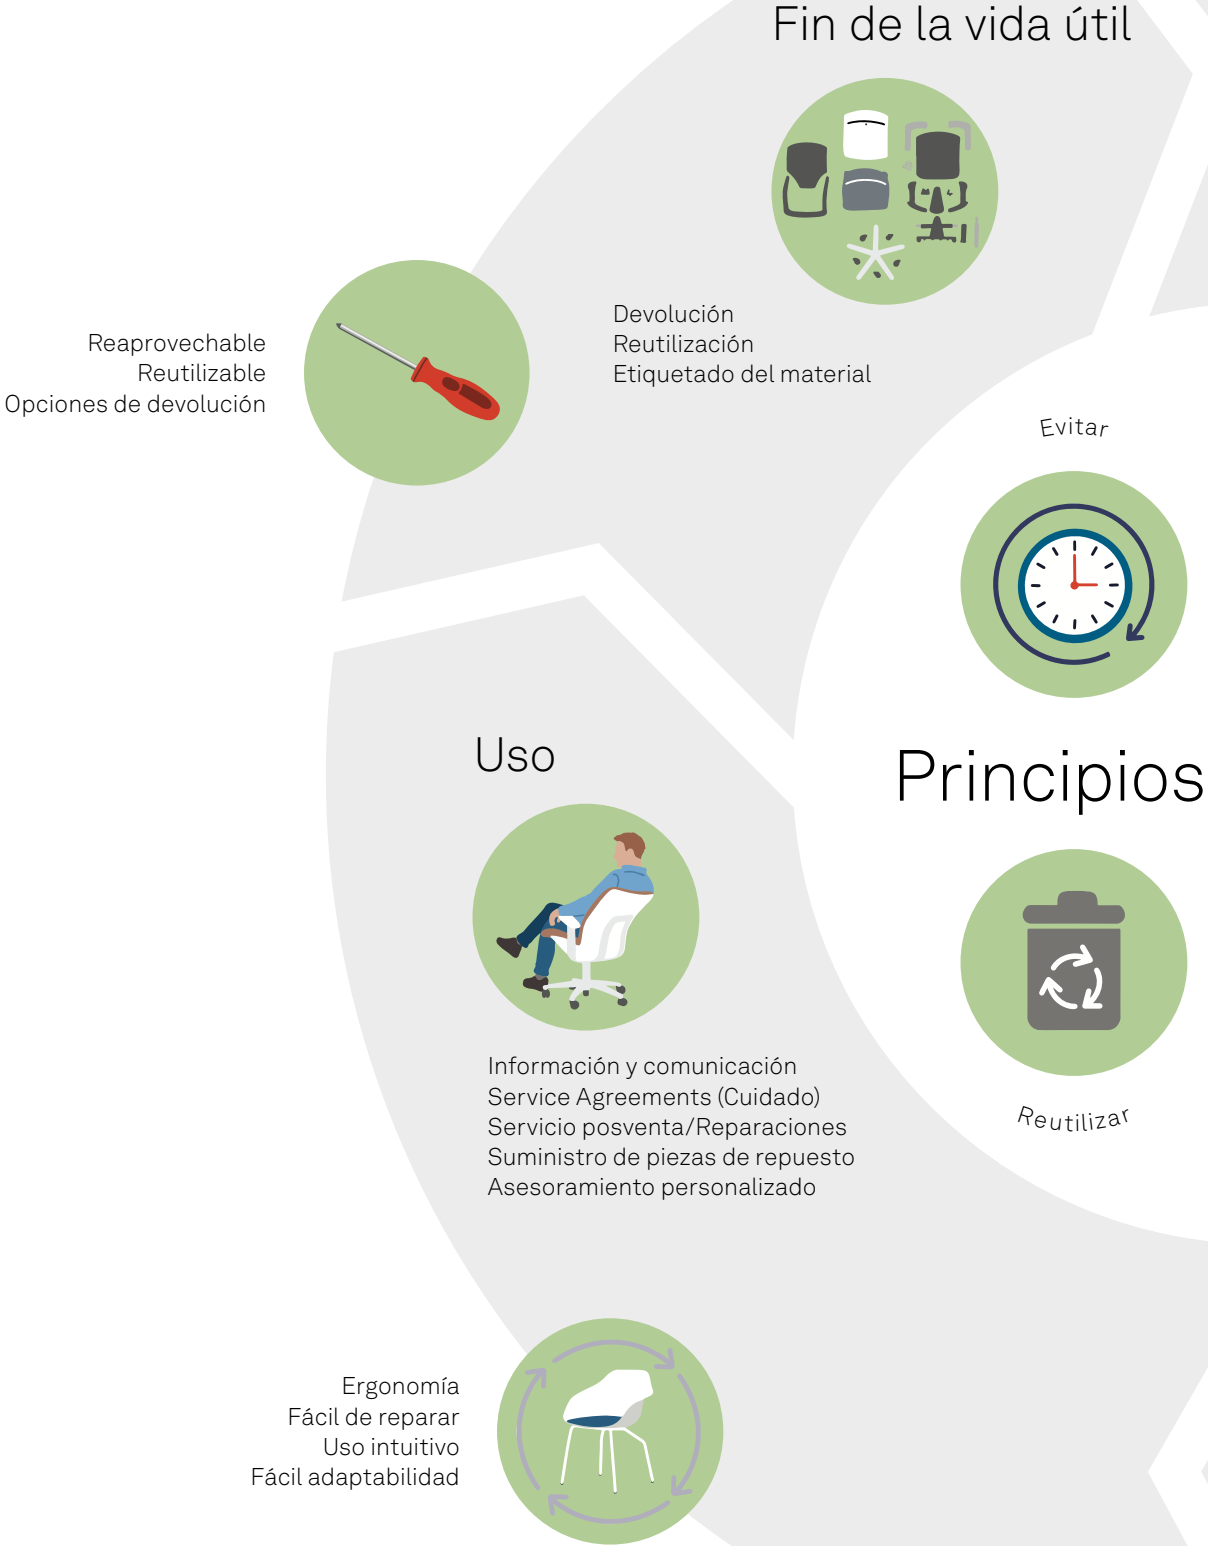 Fin de la vida útil
Devolución
Reutilización
Etiquetado del material
Reaprovechable
Reutilizable
Opciones de devolución
Evitar
Principios
Reutilizar
Uso
Información y comunicación
Service Agreements (Cuidado)
Servicio posventa/Reparaciones
Suministro de piezas de repuesto
Asesoramiento personalizado
Ergonomía
Fácil de reparar
Uso intuitivo
Fácil adaptabilidad